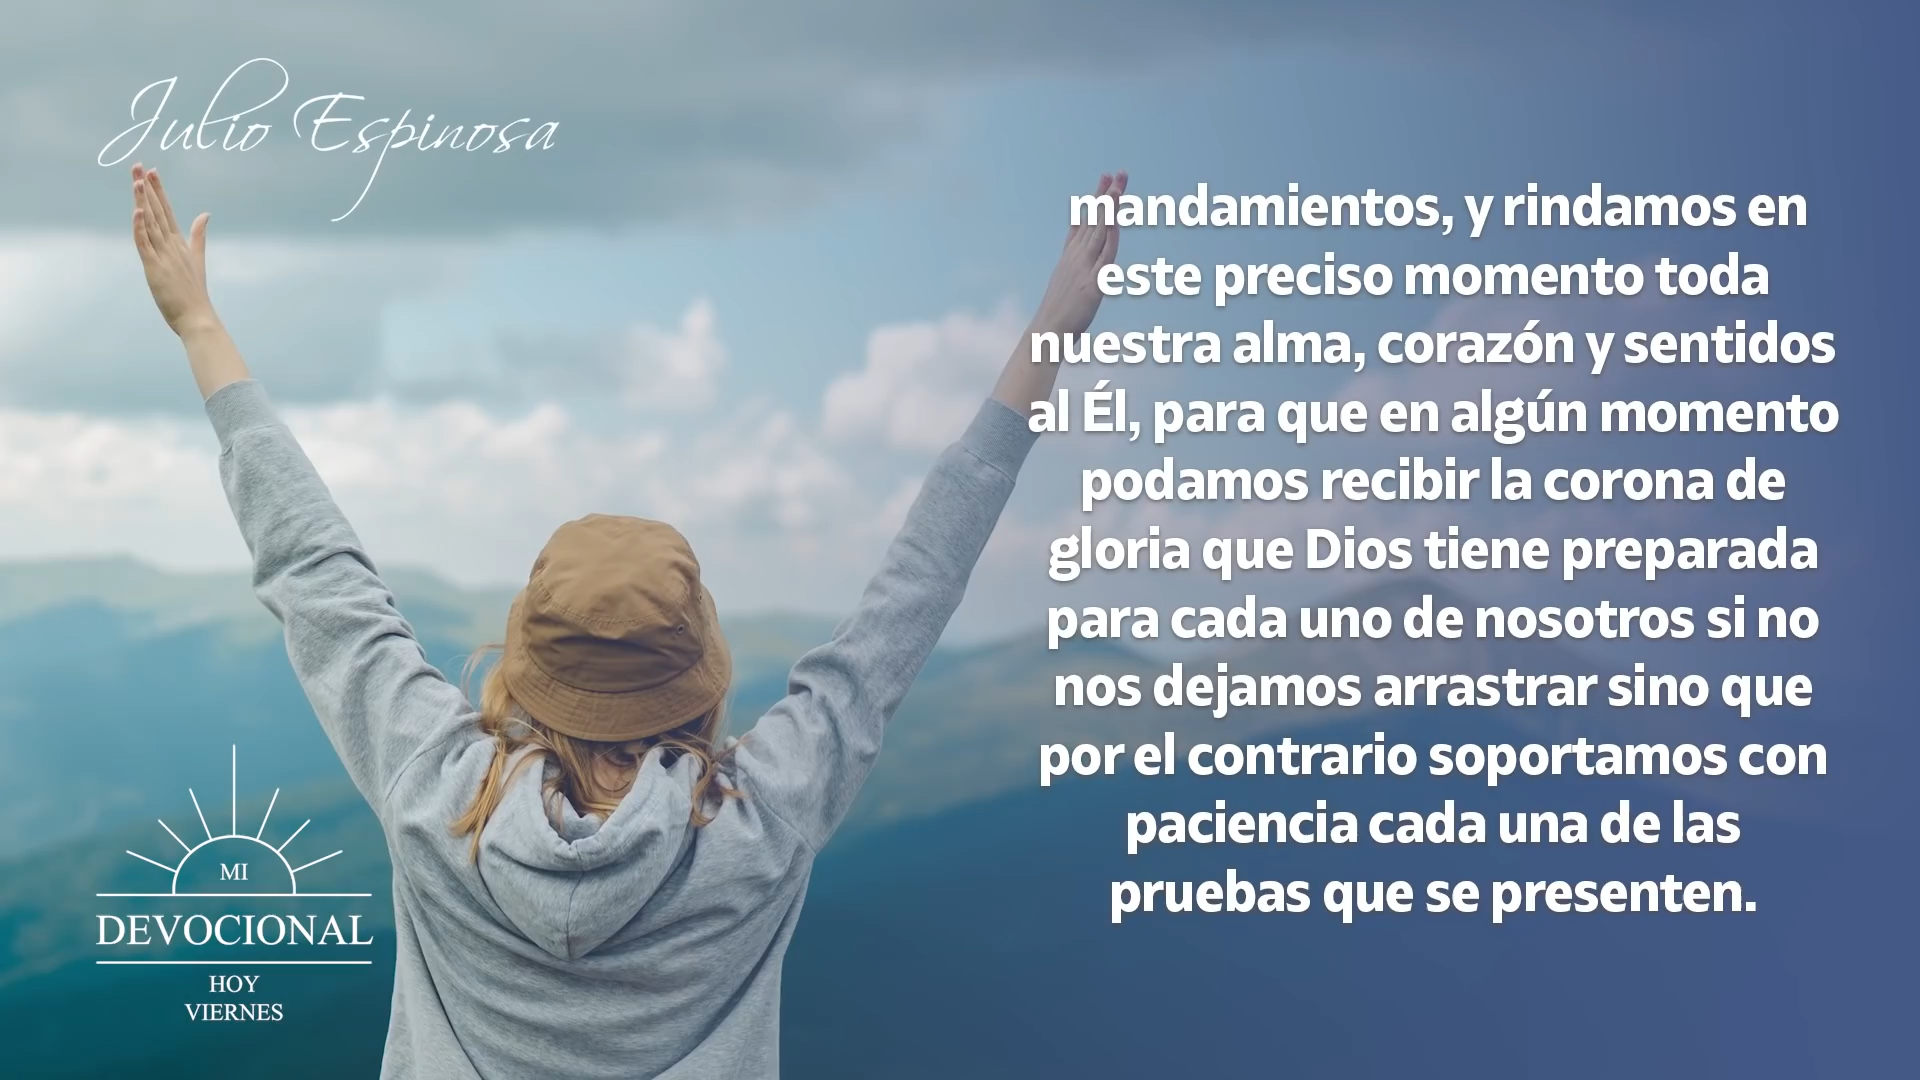 Julio Espinosa
mandamientos, y rindamos en
este preciso momento toda
nuestra alma, corazón y sentidos
al Él, para que en algún momento
podamos recibir la corona de
gloria que Dios tiene preparada
para cada uno de nosotros si no
nos dejamos arrastrar sino que
por el contrario soportamos con
paciencia cada una de las
pruebas que se presenten.
MI
DEVOCIONAL
HOY
VIERNES